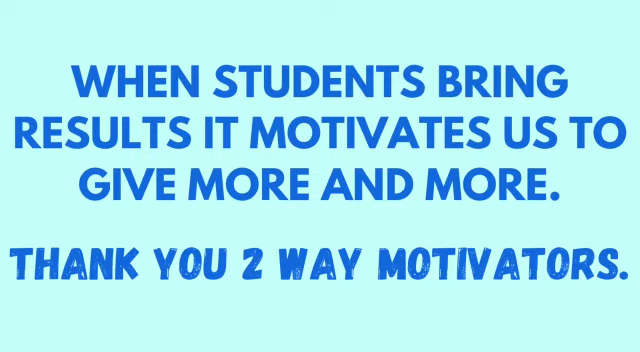 WHEN STUDENTS BRING
RESULTS IT MOTIVATES US TO
GIVE MORE AND MORE.
THANK YOU 2 WAY MOTIVATORS.